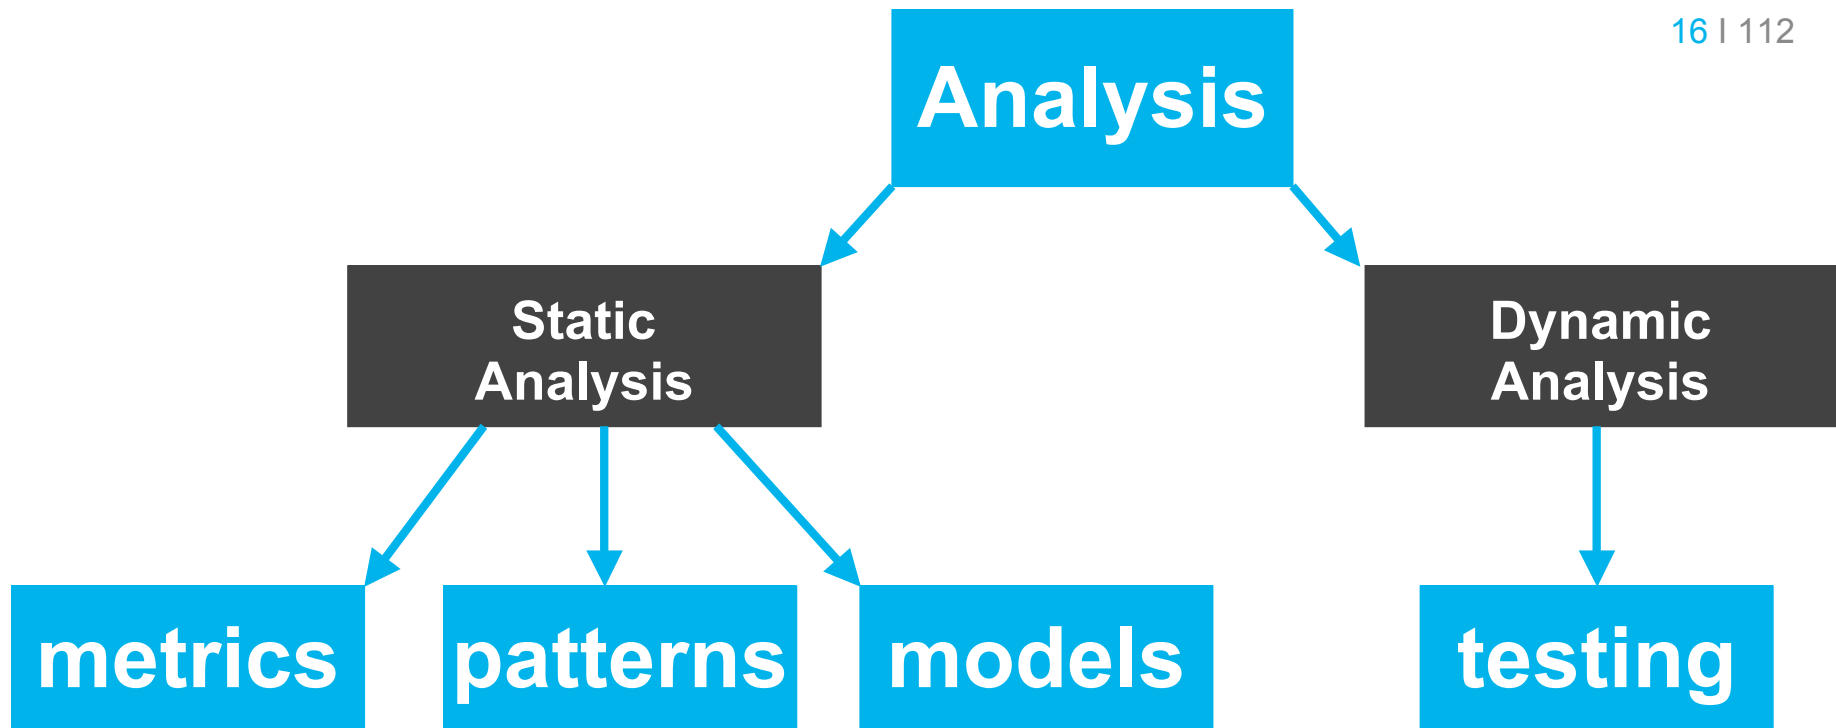 16 I 112
Analysis
Static
Analysis
Dynamic
Analysis
metrics
patterns
models
testing